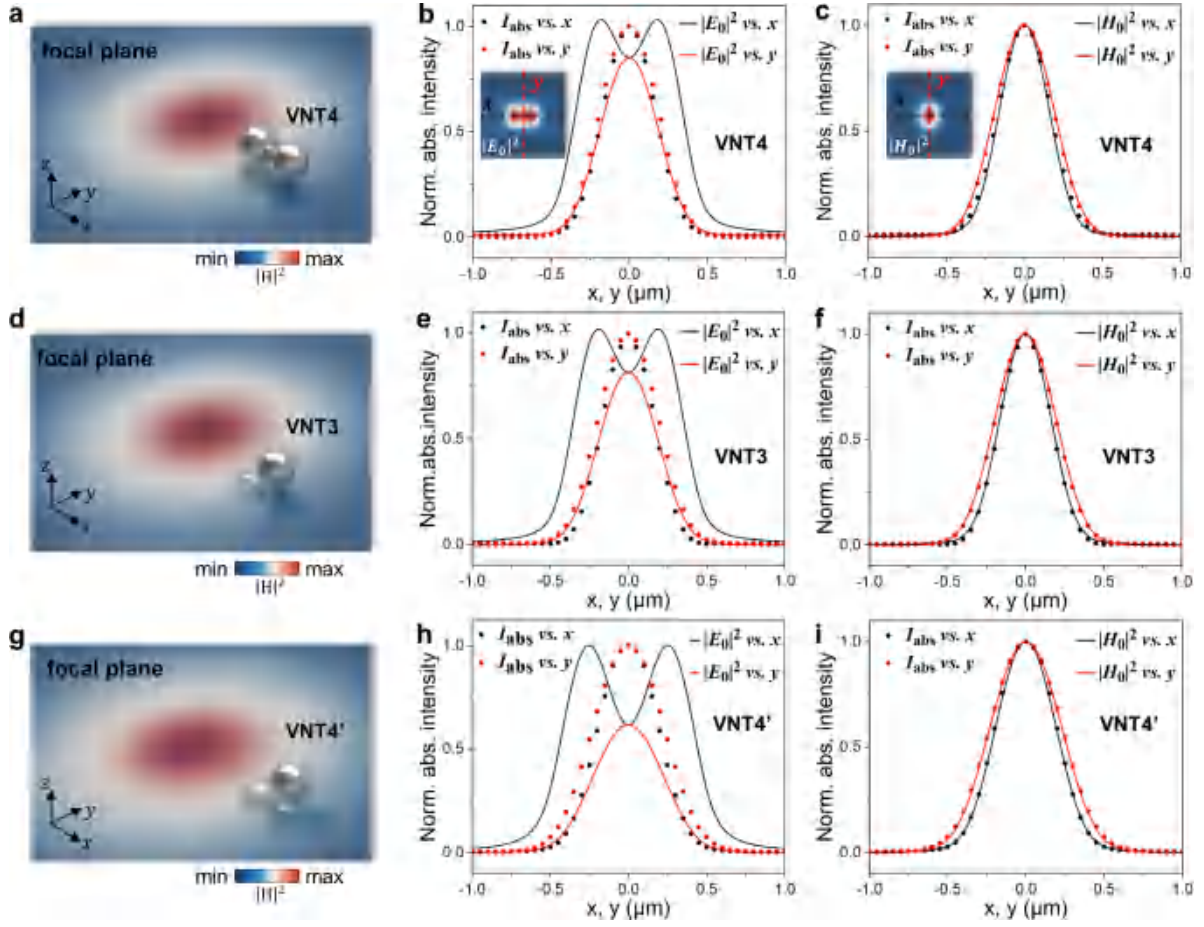 a
focal plane
VNT4
z
y
x
min max
|H|²
b
I_abs vs. x
I_abs vs. y
|E₀|² vs. x
|E₀|² vs. y
x
y
|E₀|²
VNT4
Norm. abs. intensity
1.0
0.5
0.0
-1.0 -0.5 0.0 0.5 1.0
x, y (µm)
c
I_abs vs. x
I_abs vs. y
|H₀|² vs. x
|H₀|² vs. y
y
|H₀|²
VNT4
Norm. abs. intensity
1.0
0.5
0.0
-1.0 -0.5 0.0 0.5 1.0
x, y (µm)
d
focal plane
VNT3
z
y
x
min max
|H|²
e
I_abs vs. x
I_abs vs. y
|E₀|² vs. x
|E₀|² vs. y
VNT3
Norm.abs.intensity
1.0
0.5
0.0
-1.0 -0.5 0.0 0.5 1.0
x, y (µm)
f
I_abs vs. x
I_abs vs. y
|H₀|² vs. x
|H₀|² vs. y
VNT3
Norm. abs. intensity
1.0
0.5
0.0
-1.0 -0.5 0.0 0.5 1.0
x, y (µm)
g
focal plane
VNT4'
z
y
x
min max
|H|²
h
I_abs vs. x
I_abs vs. y
|E₀|² vs. x
|E₀|² vs. y
VNT4'
Norm. abs. intensity
1.0
0.5
0.0
-1.0 -0.5 0.0 0.5 1.0
x, y (µm)
i
I_abs vs. x
I_abs vs. y
|H₀|² vs. x
|H₀|² vs. y
VNT4'
Norm. abs. intensity
1.0
0.5
0.0
-1.0 -0.5 0.0 0.5 1.0
x, y (µm)